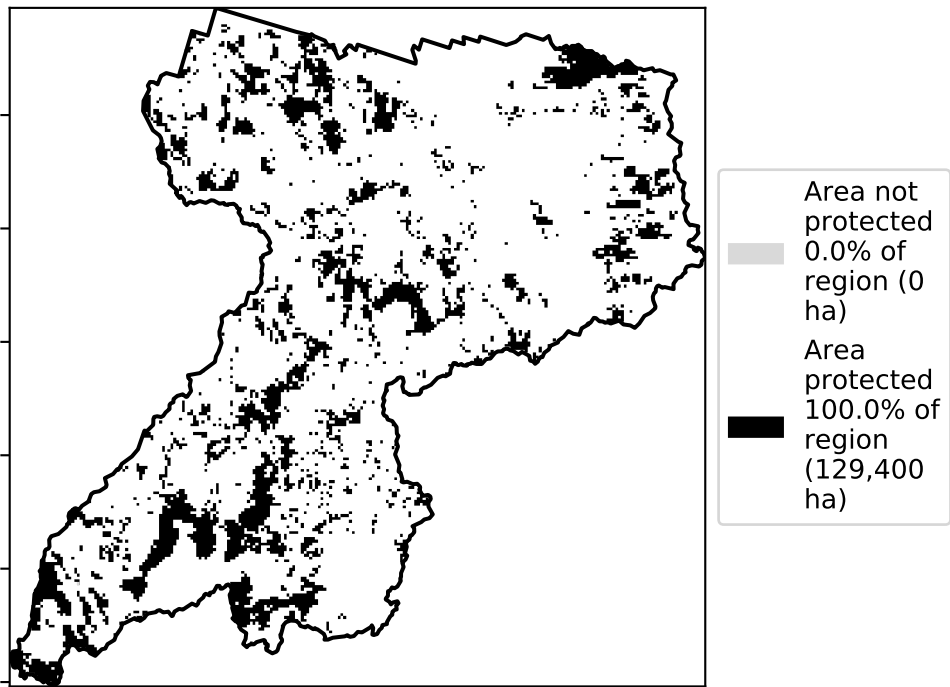 Area not
protected
0.0% of
region (0
ha)
Area
protected
100.0% of
region
(129,400
ha)